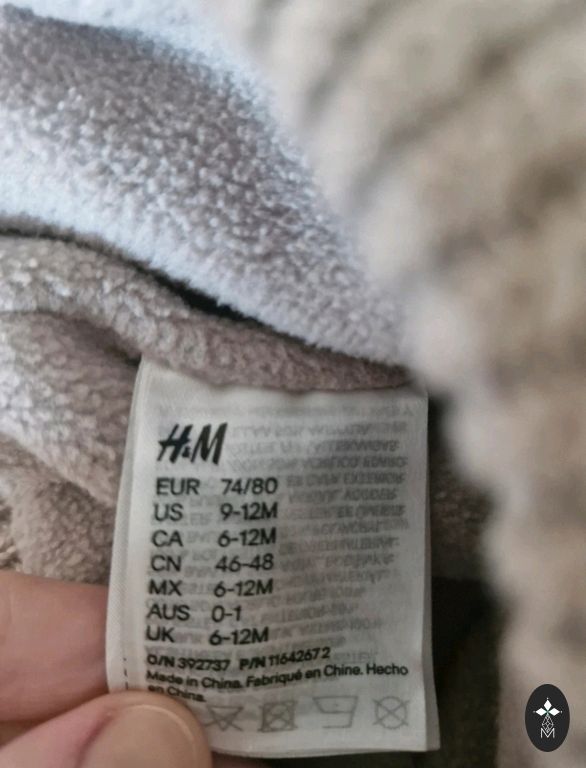 H&M
EUR 74/80
US 9-12M
CA 6-12M
CN 46-48
MX 6-12M
AUS 0-1
UK 6-12M
O/N 392737 P/N 11642672
Made in China. Fabriqué en Chine. Hecho
en China.
M